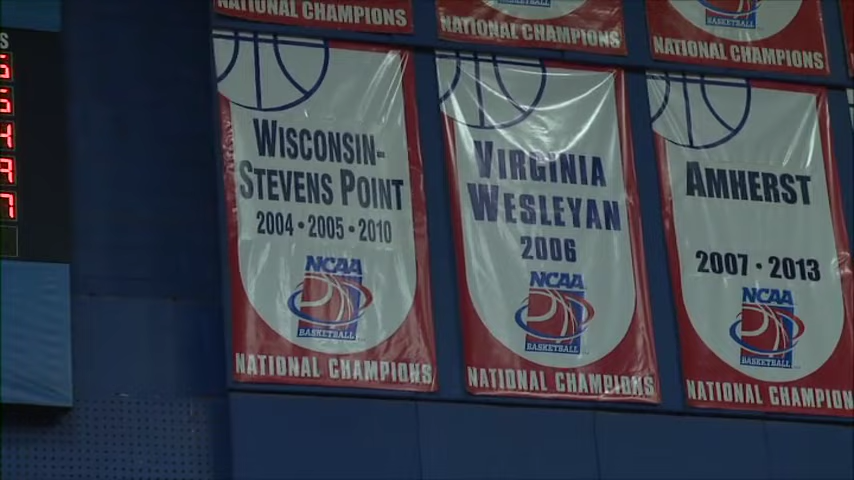 NATIONAL CHAMPIONS
NATIONAL CHAMPIONS
BASKETBALL
NATIONAL CHAMPIONS
WISCONSIN-
STEVENS POINT
2004 • 2005 • 2010
NCAA
BASKETBALL
NATIONAL CHAMPIONS
VIRGINIA
WESLEYAN
2006
NCAA
BASKETBALL
NATIONAL CHAMPIONS
AMHERST
2007 • 2013
NCAA
BASKETBALL
NATIONAL CHAMPION